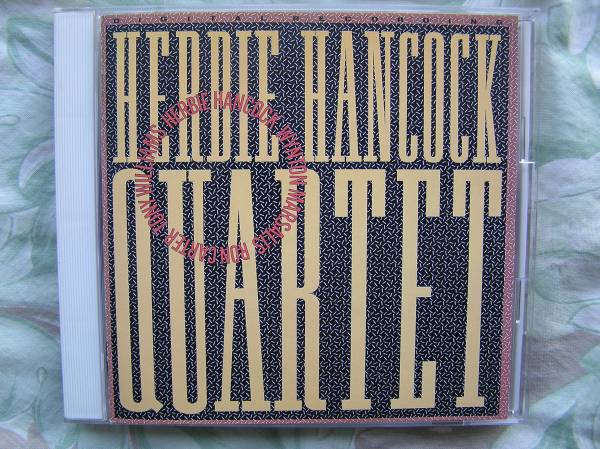 DIGITAL RECORDING
HERBIE HANCOCK
QUARTET
HERBIE HANCOCK WYNTON MARSALIS RON CARTER TONY WILLIAMS